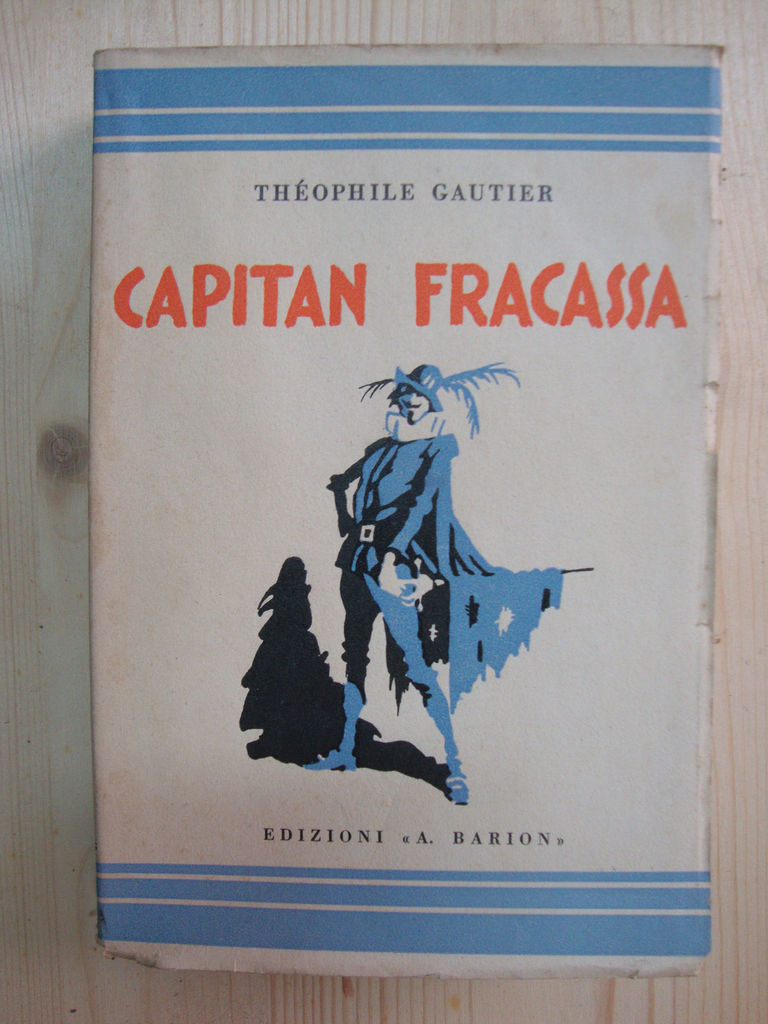 THÉOPHILE GAUTIER
CAPITAN FRACASSA
EDIZIONI «A. BARION»